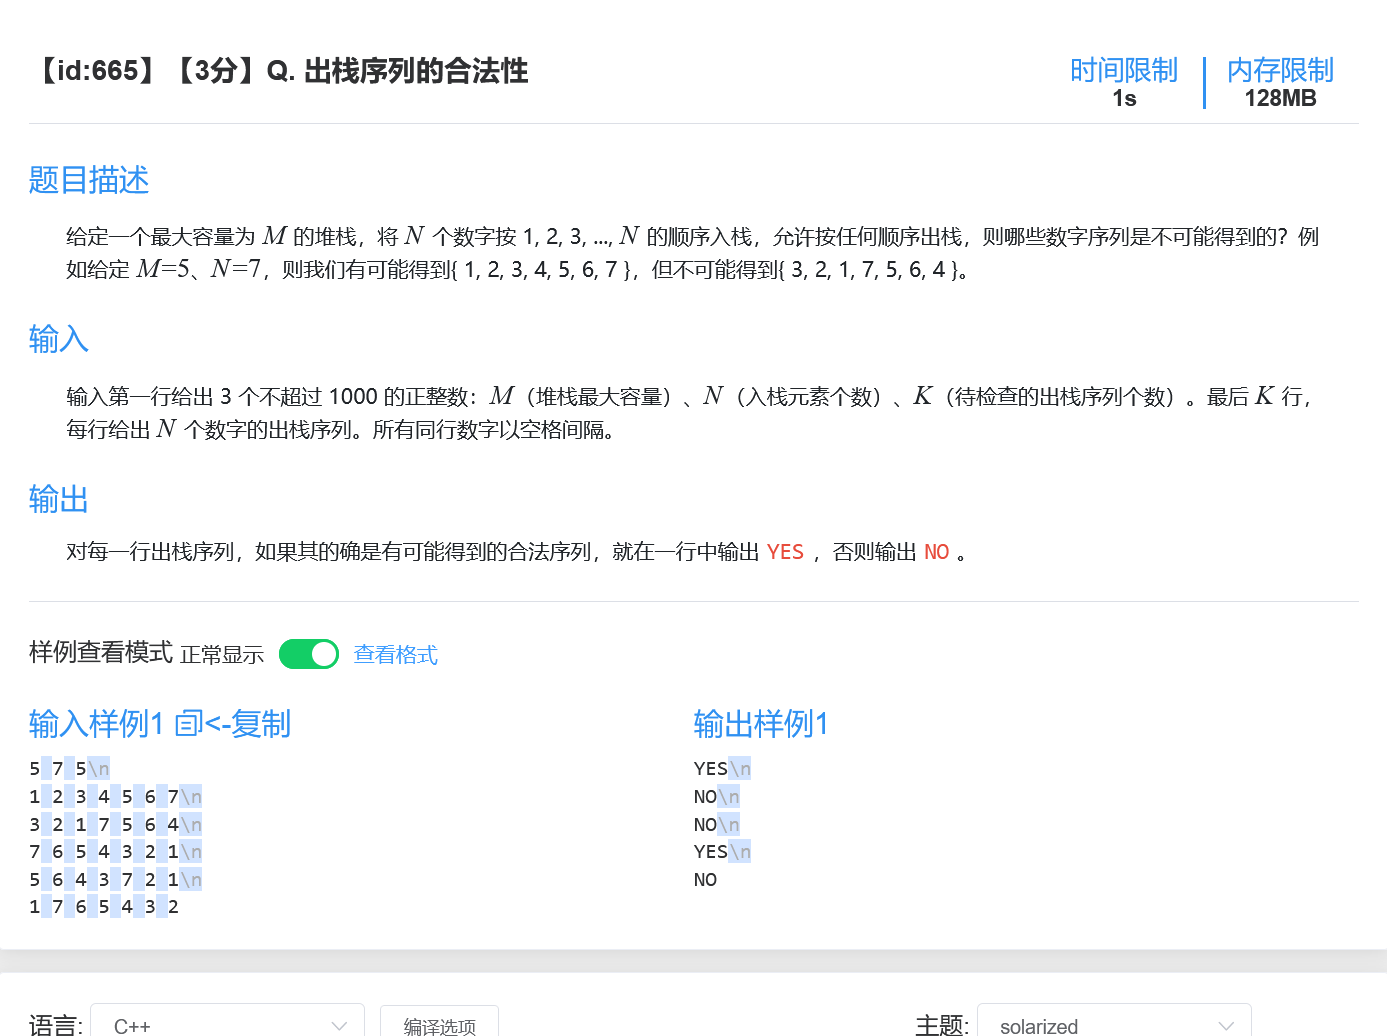 【id:665】【3分】Q. 出栈序列的合法性
时间限制
1s
内存限制
128MB
题目描述
给定一个最大容量为 M 的堆栈，将 N 个数字按 1, 2, 3, ..., N 的顺序入栈，允许按任何顺序出栈，则哪些数字序列是不可能得到的？例
如给定 M=5、N=7，则我们有可能得到{ 1, 2, 3, 4, 5, 6, 7 }，但不可能得到{ 3, 2, 1, 7, 5, 6, 4 }。
输入
输入第一行给出 3 个不超过 1000 的正整数：M（堆栈最大容量）、N（入栈元素个数）、K（待检查的出栈序列个数）。最后 K 行，
每行给出 N 个数字的出栈序列。所有同行数字以空格间隔。
输出
对每一行出栈序列，如果其的确是有可能得到的合法序列，就在一行中输出 YES ，否则输出 NO 。
样例查看模式 正常显示 查看格式
输入样例1 <-复制
5 7 5\n
1 2 3 4 5 6 7\n
3 2 1 7 5 6 4\n
7 6 5 4 3 2 1\n
5 6 4 3 7 2 1\n
1 7 6 5 4 3 2
输出样例1
YES\n
NO\n
NO\n
YES\n
NO
语言: C++ 编译选项
主题: solarized